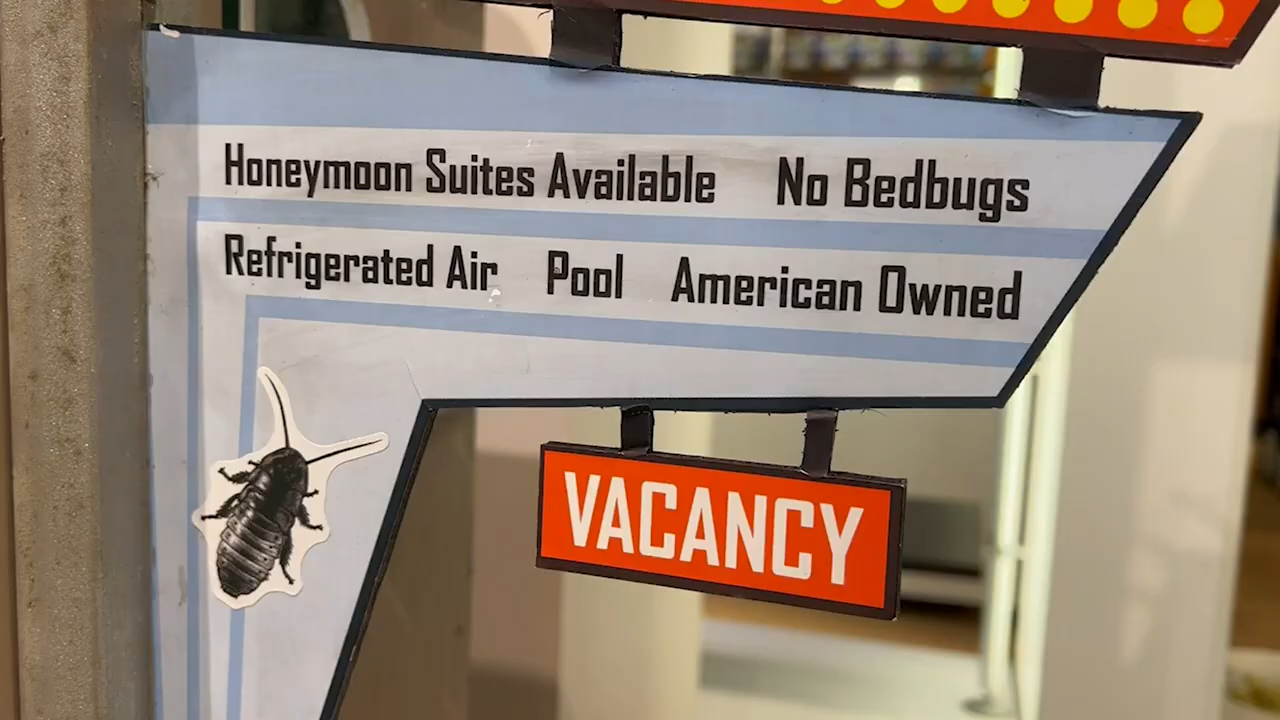 Honeymoon Suites Available No Bedbugs
Refrigerated Air Pool American Owned
VACANCY